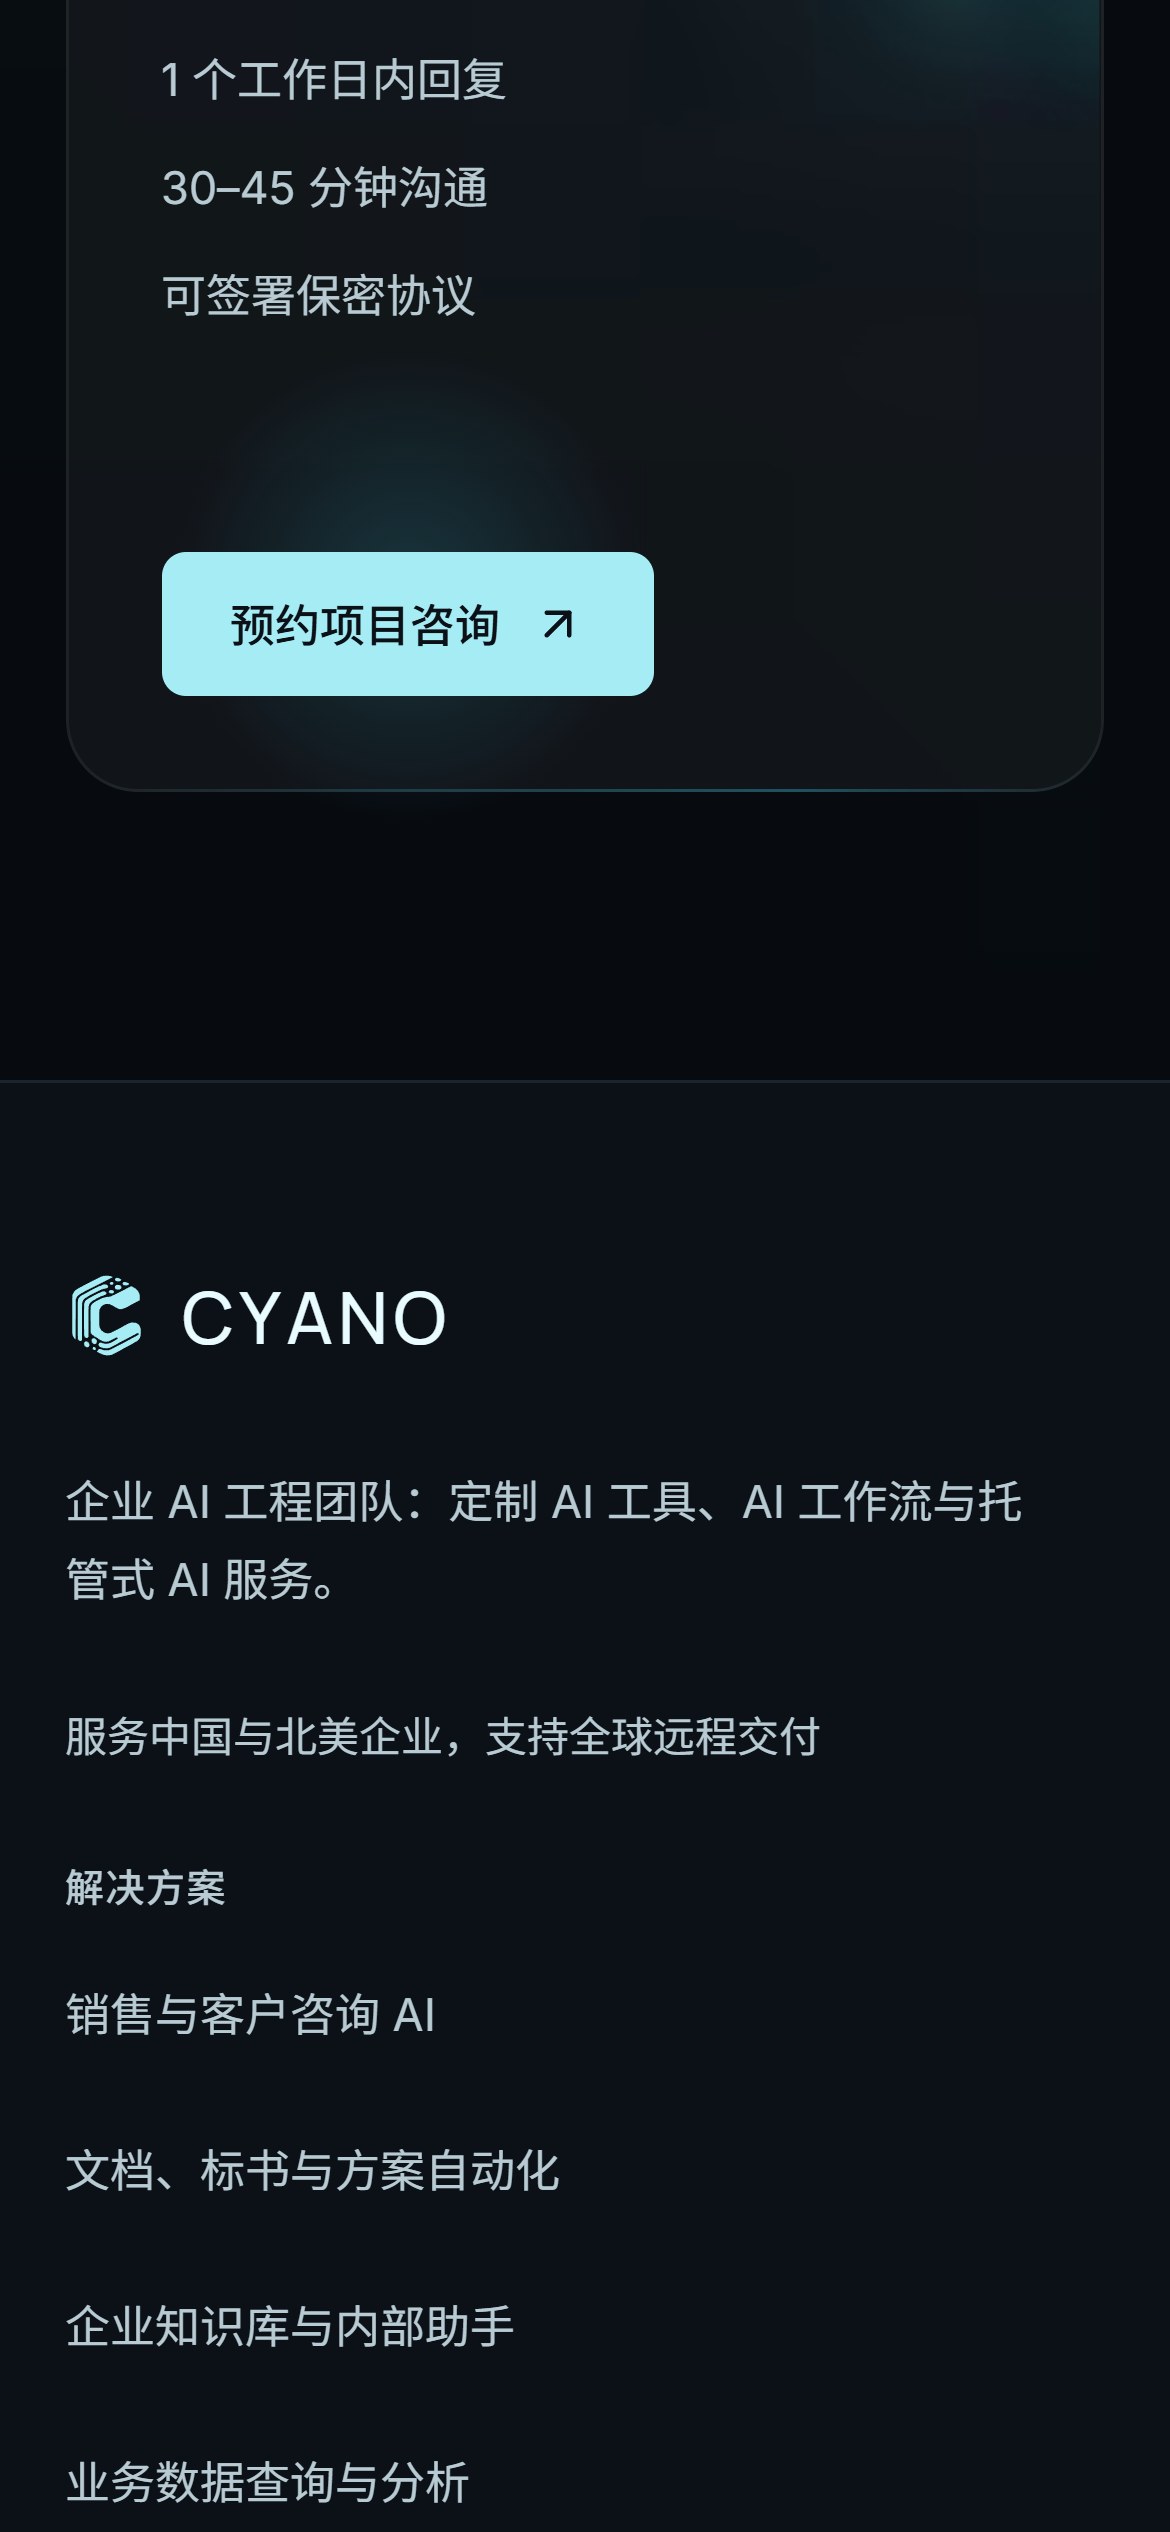 1 个工作日内回复
30–45 分钟沟通
可签署保密协议
预约项目咨询
CYANO
企业 AI 工程团队：定制 AI 工具、AI 工作流与托
管式 AI 服务。
服务中国与北美企业，支持全球远程交付
解决方案
销售与客户咨询 AI
文档、标书与方案自动化
企业知识库与内部助手
业务数据查询与分析